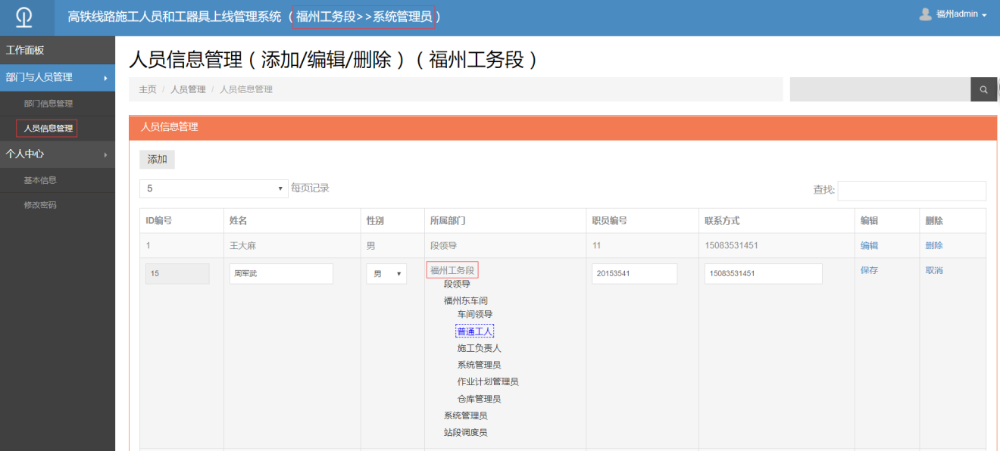 高铁线路施工人员和工器具上线管理系统（福州工务段>>系统管理员）
福州admin
工作面板
部门与人员管理
部门信息管理
人员信息管理
个人中心
基本信息
修改密码
人员信息管理（添加/编辑/删除）（福州工务段）
主页 / 人员管理 / 人员信息管理
人员信息管理
添加
5 每页记录
查找:
ID编号 姓名 性别 所属部门 职员编号 联系方式 编辑 删除
1 王大麻 男 段领导 11 15083531451 编辑 删除
15 周军武 男 福州工务段 20153541 15083531451 保存 取消
段领导
福州东车间
车间领导
普通工人
施工负责人
系统管理员
作业计划管理员
仓库管理员
系统管理员
站段调度员